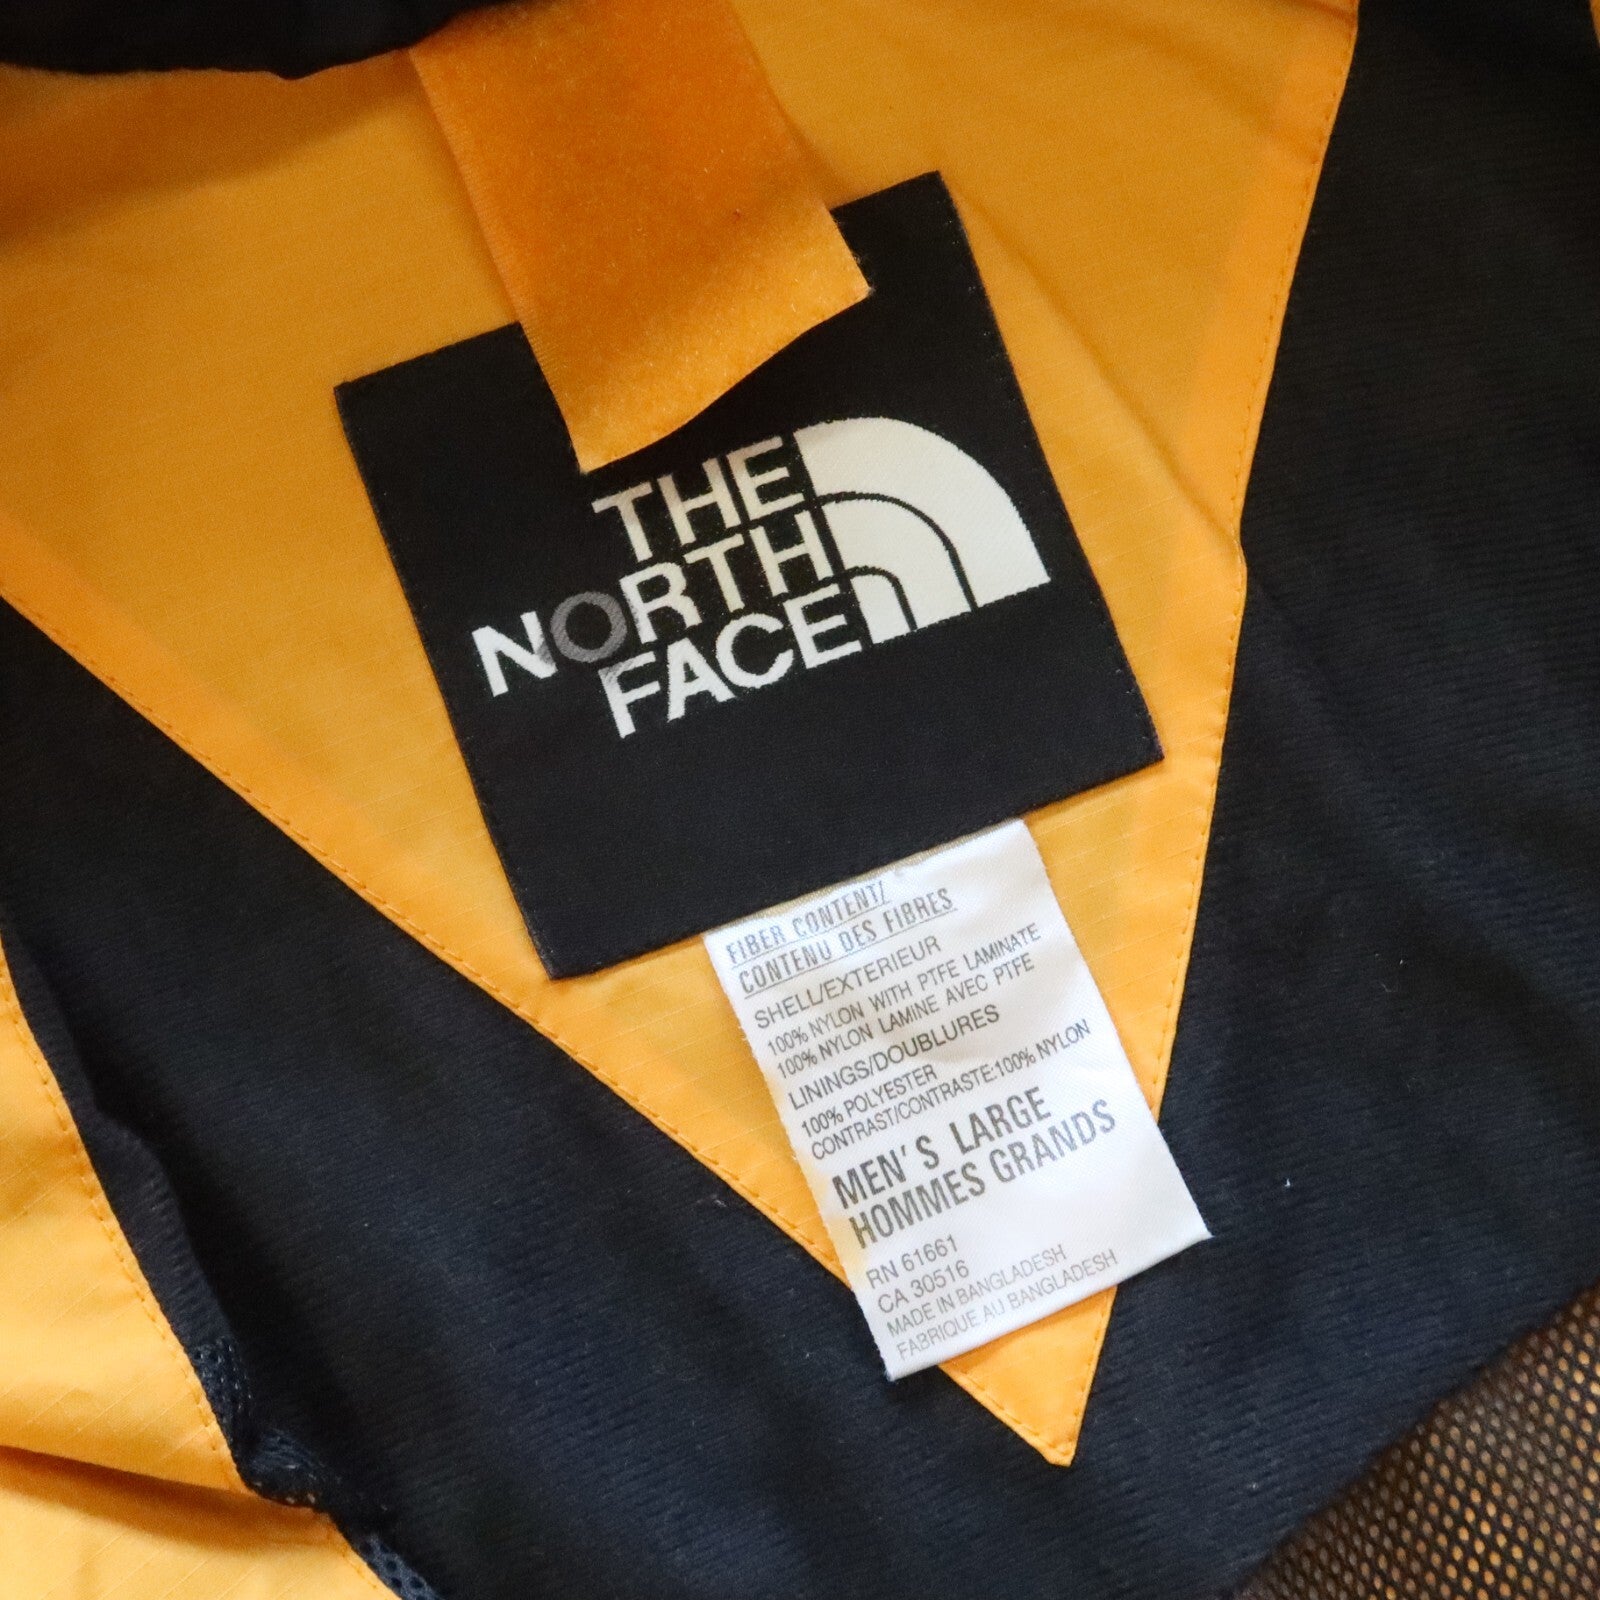 THE
NORTH
FACE
FIBER CONTENT/
CONTENU DES FIBRES
SHELL/EXTERIEUR
100% NYLON WITH PTFE LAMINATE
100% NYLON LAMINE AVEC PTFE
LININGS/DOUBLURES
100% POLYESTER
CONTRAST/CONTRASTE:100% NYLON
MEN'S LARGE
HOMMES GRANDS
RN 61661
CA 30516
MADE IN BANGLADESH
FABRIQUE AU BANGLADESH